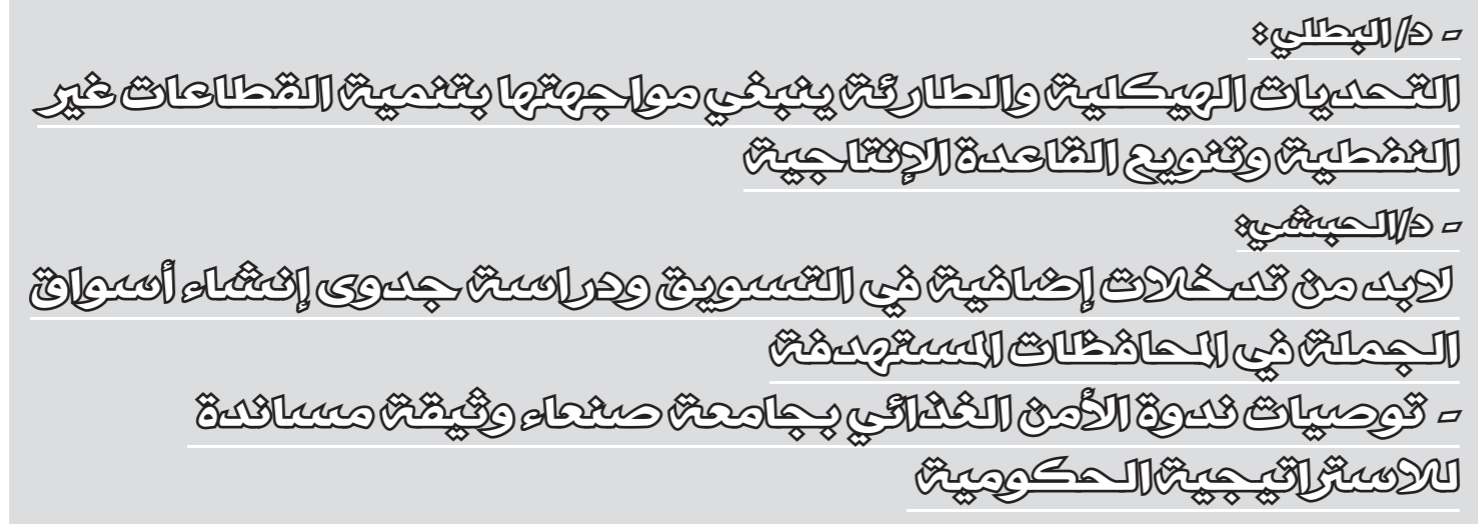 - د/ البطلي :
التحديات الهيكلية والطارئة ينبغي مواجهتها بتنمية القطاعات غير
النفطية وتنويع القاعدة الإنتاجية
- د/الحبشي:
لابد من تدخلات إضافية في التسويق ودراسة جدوى إنشاء أسواق
الجملة في المحافظات المستهدفة
- توصيات ندوة الأمن الغذائي بجامعة صنعاء وثيقة مساندة
للاستراتيجية الحكومية